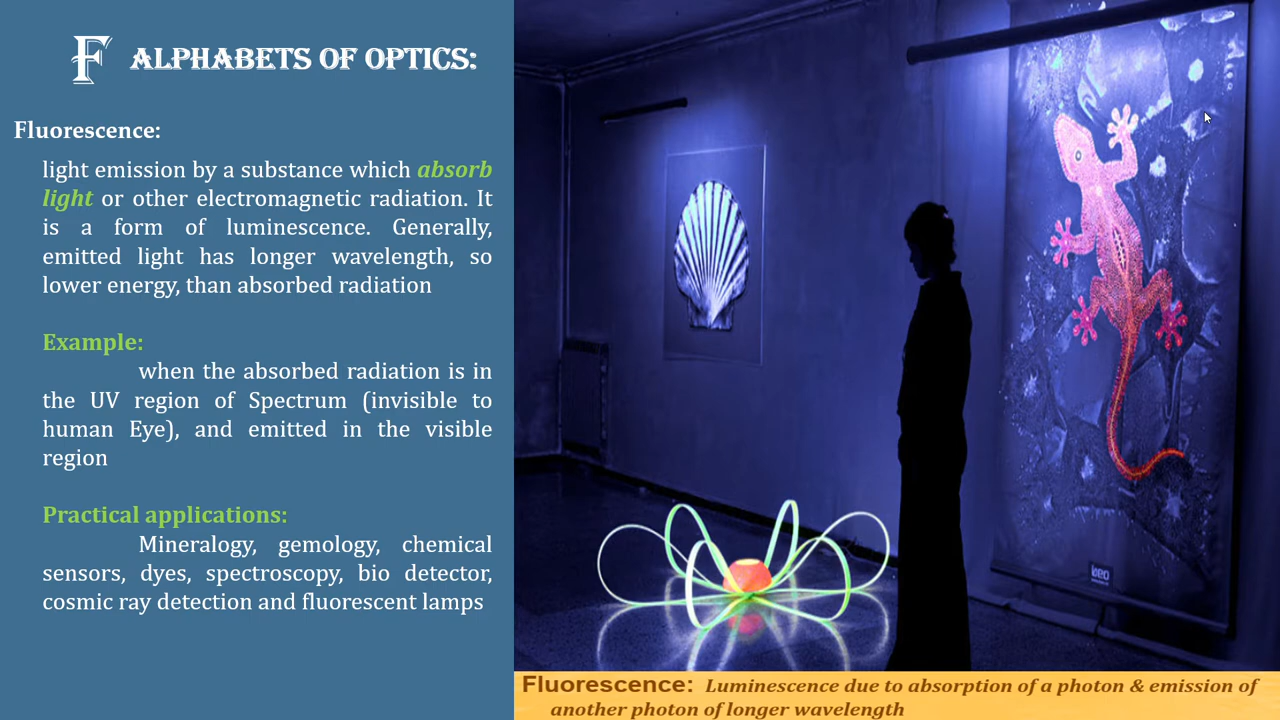 F ALPHABETS OF OPTICS:
Fluorescence:
light emission by a substance which absorb
light or other electromagnetic radiation. It
is a form of luminescence. Generally,
emitted light has longer wavelength, so
lower energy, than absorbed radiation
Example:
when the absorbed radiation is in
the UV region of Spectrum (invisible to
human Eye), and emitted in the visible
region
Practical applications:
Mineralogy, gemology, chemical
sensors, dyes, spectroscopy, bio detector,
cosmic ray detection and fluorescent lamps
Fluorescence: Luminescence due to absorption of a photon & emission of
another photon of longer wavelength